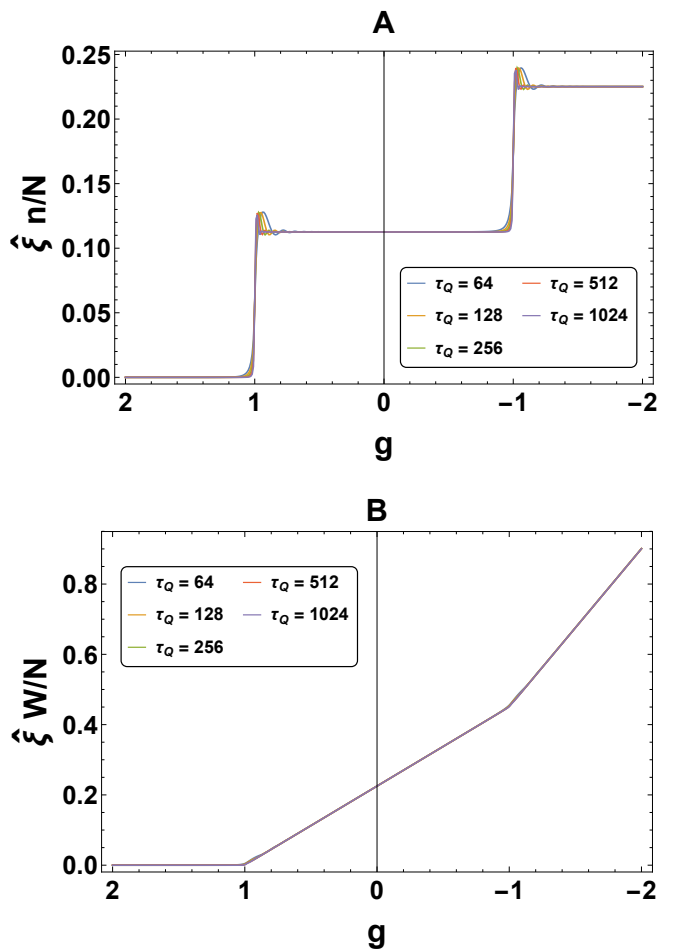 A
0.25
0.20
0.15
0.10
0.05
0.00
ξ̂ n/N
τQ = 64
τQ = 512
τQ = 128
τQ = 1024
τQ = 256
2
1
0
−1
−2
g
B
0.8
0.6
0.4
0.2
0.0
ξ̂ W/N
τQ = 64
τQ = 512
τQ = 128
τQ = 1024
τQ = 256
2
1
0
−1
−2
g